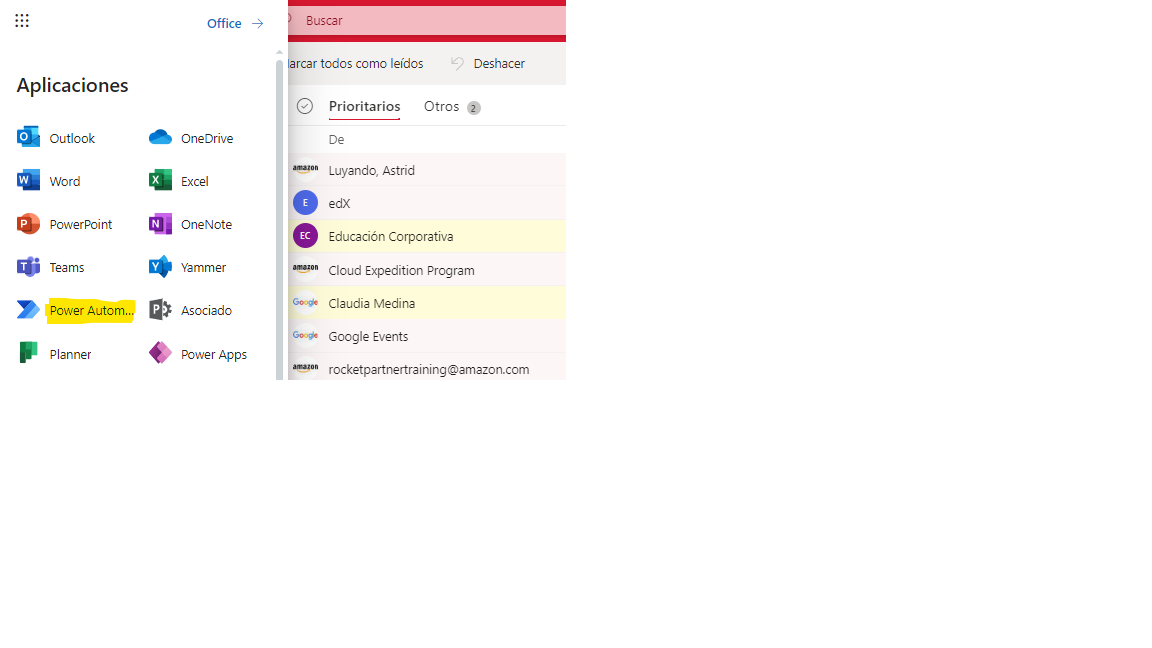 Office →
Aplicaciones
Outlook OneDrive
Word Excel
PowerPoint OneNote
Teams Yammer
Power Autom... Asociado
Planner Power Apps
Buscar
arcar todos como leídos Deshacer
Prioritarios Otros 2
De
amazon Luyando, Astrid
E edX
EC Educación Corporativa
amazon Cloud Expedition Program
Google Claudia Medina
Google Google Events
amazon rocketpartnertraining@amazon.com